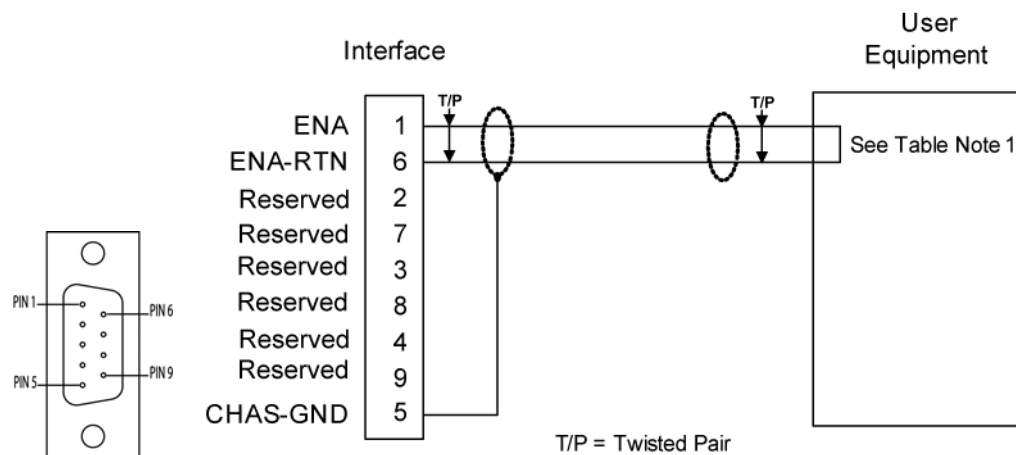 User
Equipment
Interface
T/P
T/P
ENA 1
ENA-RTN 6
See Table Note 1
Reserved 2
Reserved 7
Reserved 3
Reserved 8
Reserved 4
Reserved 9
CHAS-GND 5
PIN 1
PIN 6
PIN 5
PIN 9
T/P = Twisted Pair